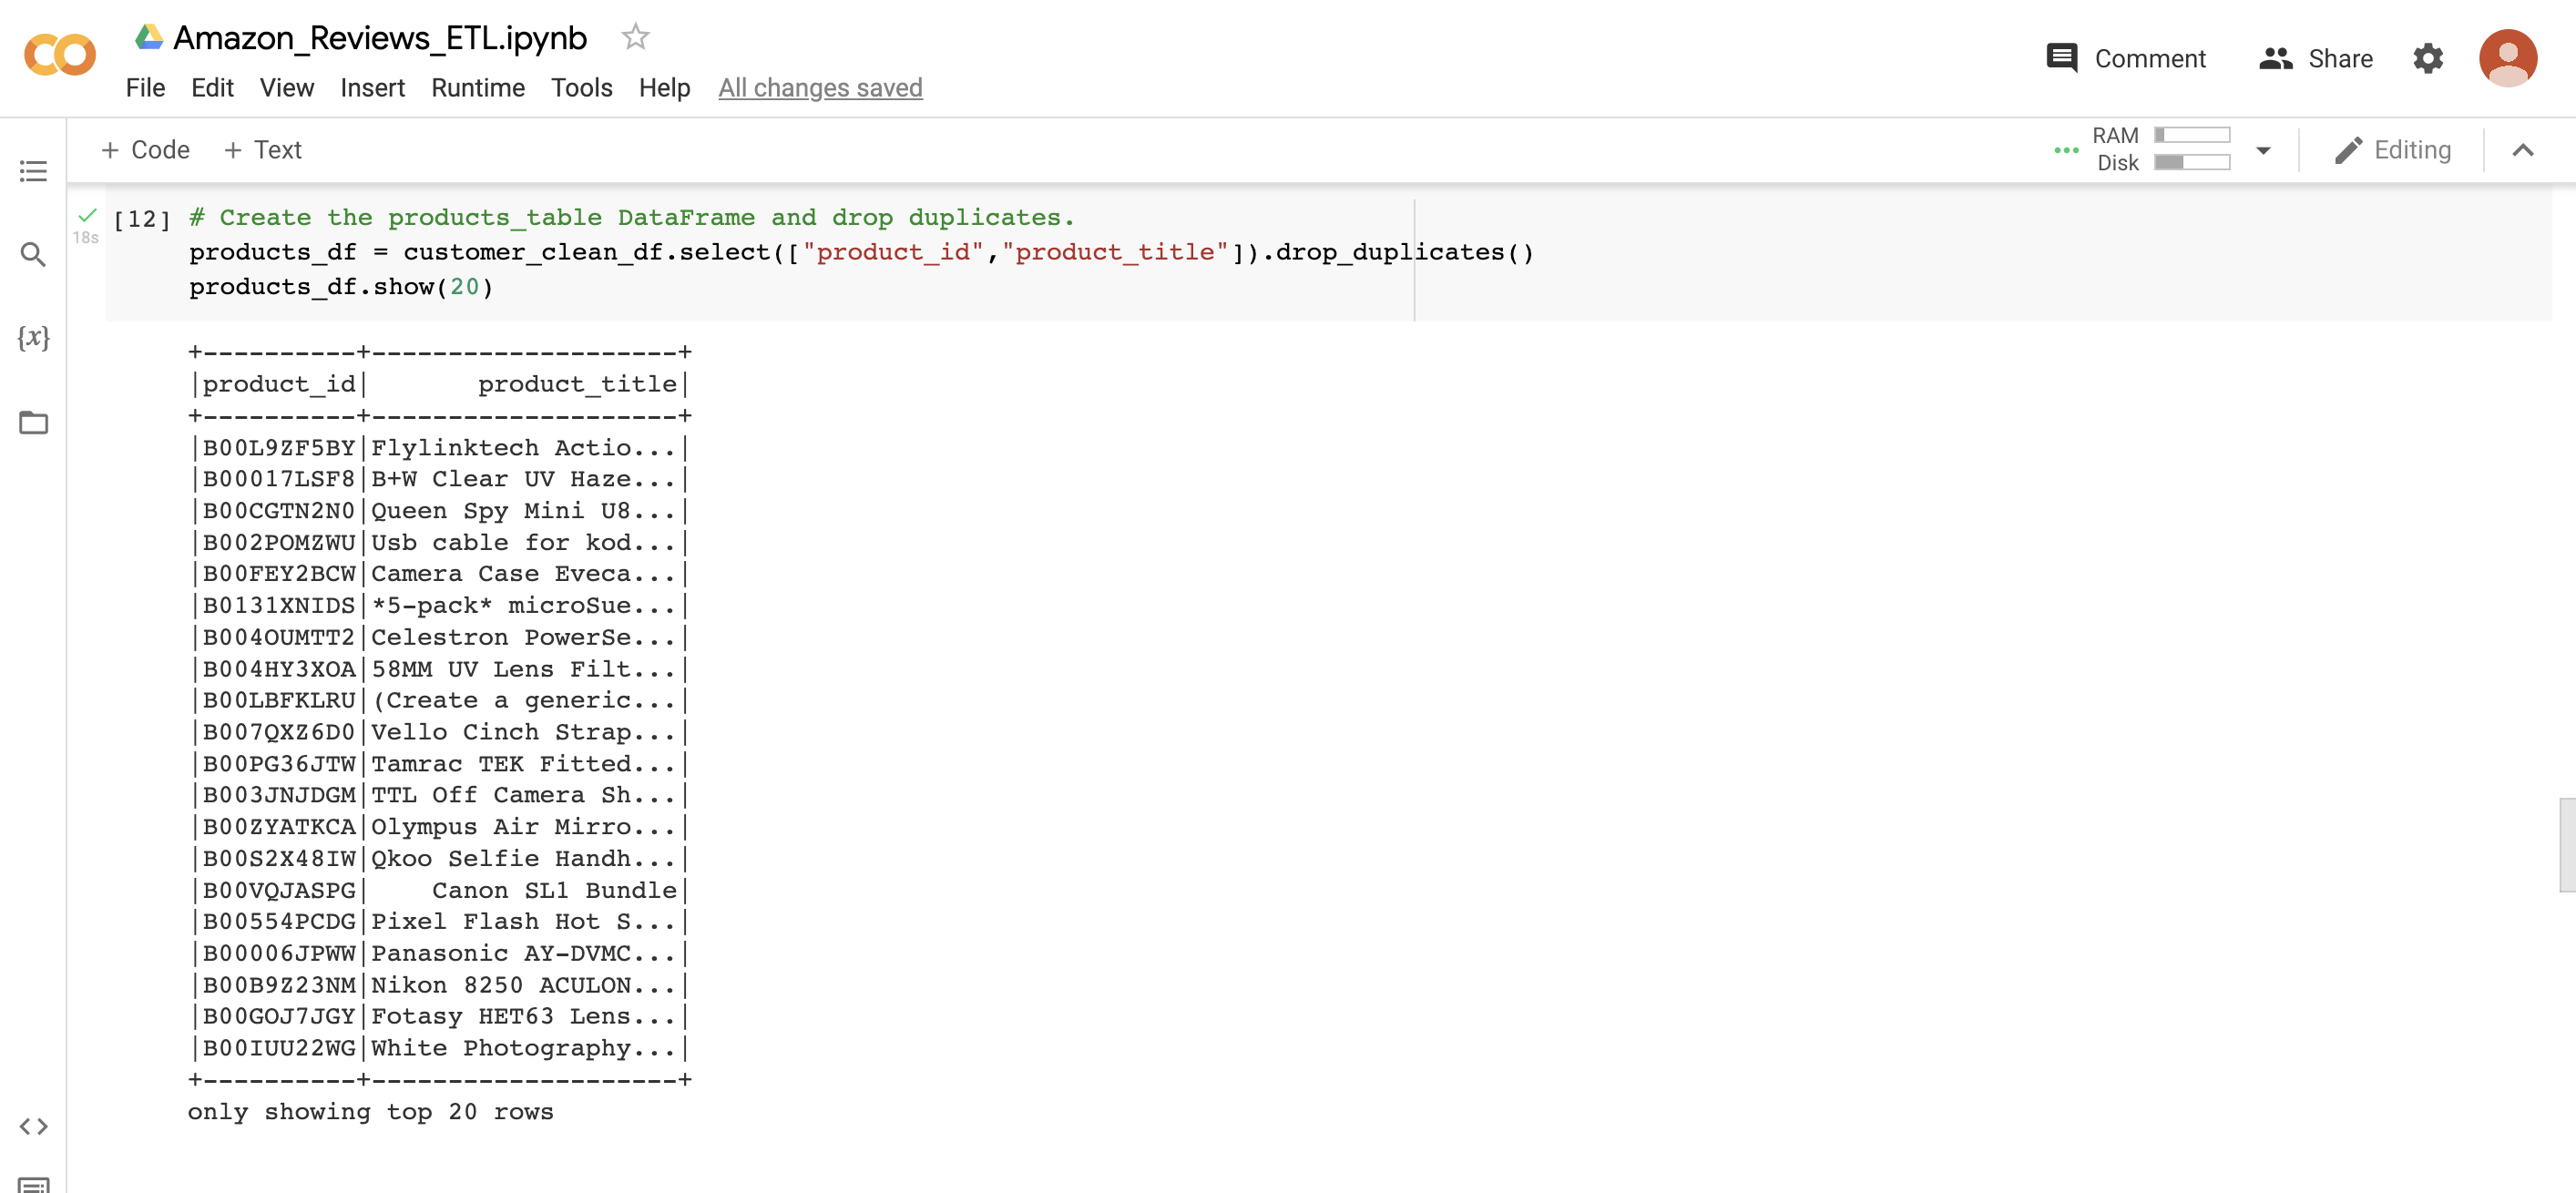 Amazon_Reviews_ETL.ipynb
File Edit View Insert Runtime Tools Help All changes saved
Comment Share
+ Code + Text
RAM
Disk
Editing
18s
[12] # Create the products_table DataFrame and drop duplicates.
products_df = customer_clean_df.select(["product_id","product_title"]).drop_duplicates()
products_df.show(20)
{x}
+----------+--------------------+
|product_id|       product_title|
+----------+--------------------+
|B00L9ZF5BY|Flylinktech Actio...|
|B00017LSF8|B+W Clear UV Haze...|
|B00CGTN2N0|Queen Spy Mini U8...|
|B002POMZWU|Usb cable for kod...|
|B00FEY2BCW|Camera Case Eveca...|
|B0131XNIDS|*5-pack* microSue...|
|B004OUMTT2|Celestron PowerSe...|
|B004HY3XOA|58MM UV Lens Filt...|
|B00LBFKLRU|(Create a generic...|
|B007QXZ6D0|Vello Cinch Strap...|
|B00PG36JTW|Tamrac TEK Fitted...|
|B003JNJDGM|TTL Off Camera Sh...|
|B00ZYATKCA|Olympus Air Mirro...|
|B00S2X48IW|Qkoo Selfie Handh...|
|B00VQJASPG|    Canon SL1 Bundle|
|B00554PCDG|Pixel Flash Hot S...|
|B00006JPWW|Panasonic AY-DVMC...|
|B00B9Z23NM|Nikon 8250 ACULON...|
|B00GOJ7JGY|Fotasy HET63 Lens...|
|B00IUU22WG|White Photography...|
+----------+--------------------+
only showing top 20 rows